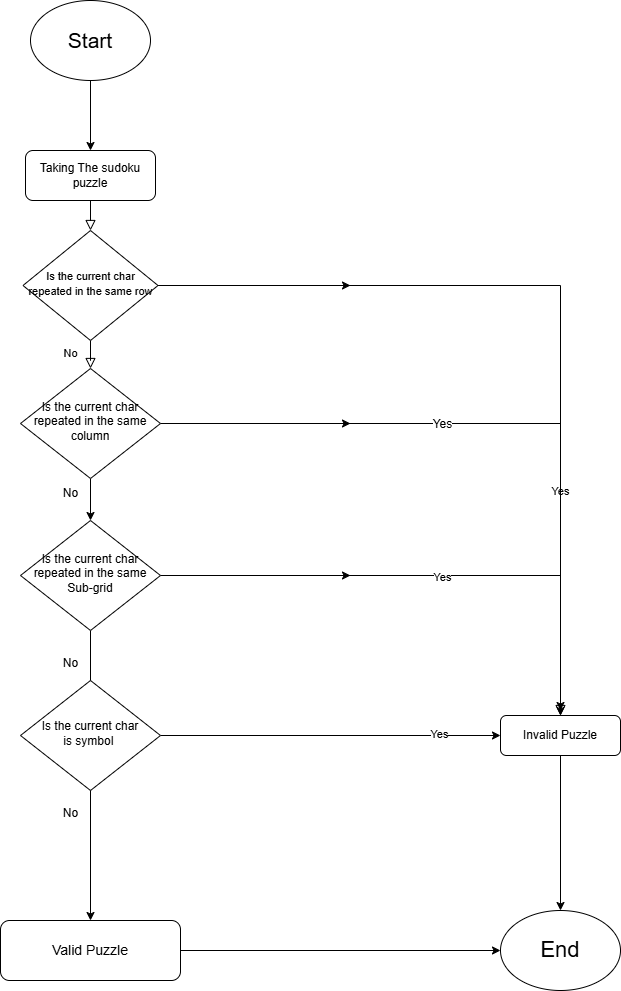 Start
Taking The sudoku
puzzle
Is the current char
repeated in the same row
No
Is the current char
repeated in the same
column
Yes
No
Yes
Is the current char
repeated in the same
Sub-grid
Yes
No
Is the current char
is symbol
Yes
Invalid Puzzle
No
Valid Puzzle
End